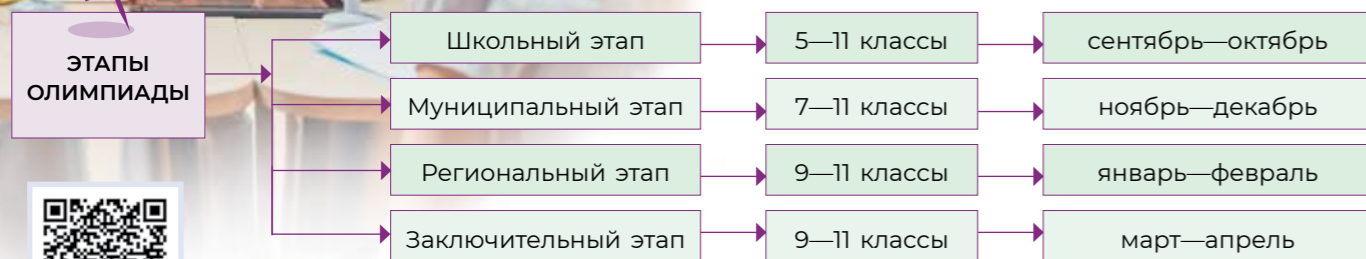 ЭТАПЫ
ОЛИМПИАДЫ
Школьный этап 5—11 классы сентябрь—октябрь
Муниципальный этап 7—11 классы ноябрь—декабрь
Региональный этап 9—11 классы январь—февраль
Заключительный этап 9—11 классы март—апрель